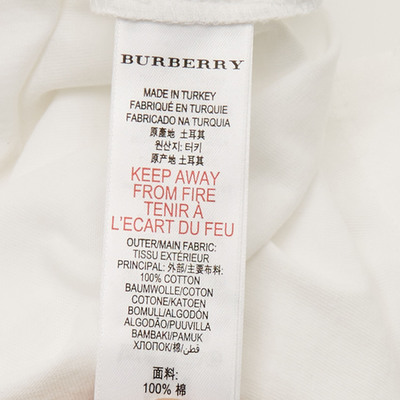 BURBERRY
MADE IN TURKEY
FABRIQUÉ EN TURQUIE
FABRICADO NA TURQUIA
原產地 土耳其
원산지: 터키
原产地 土耳其
KEEP AWAY
FROM FIRE
TENIR À
L'ECART DU FEU
OUTER/MAIN FABRIC:
TISSU EXTÉRIEUR
PRINCIPAL: 外部/主要布料:
100% COTTON
BAUMWOLLE/COTON
COTONE/KATOEN
BOMULL/ALGODÓN
ALGODÃO/PUUVILLA
BAMBAKI/PAMUK
ХЛОПОК/棉/قطن
面料:
100% 棉